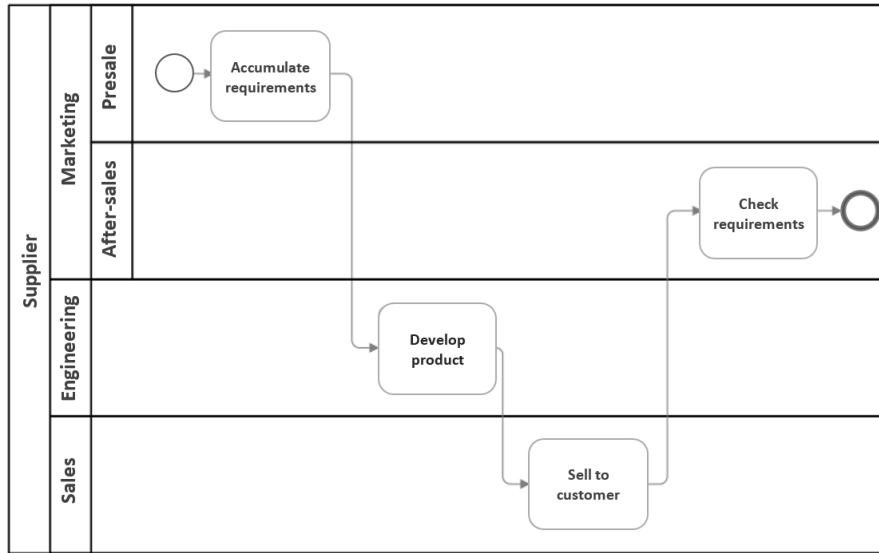 Supplier
Marketing
Presale
Accumulate
requirements
After-sales
Check
requirements
Engineering
Develop
product
Sales
Sell to
customer